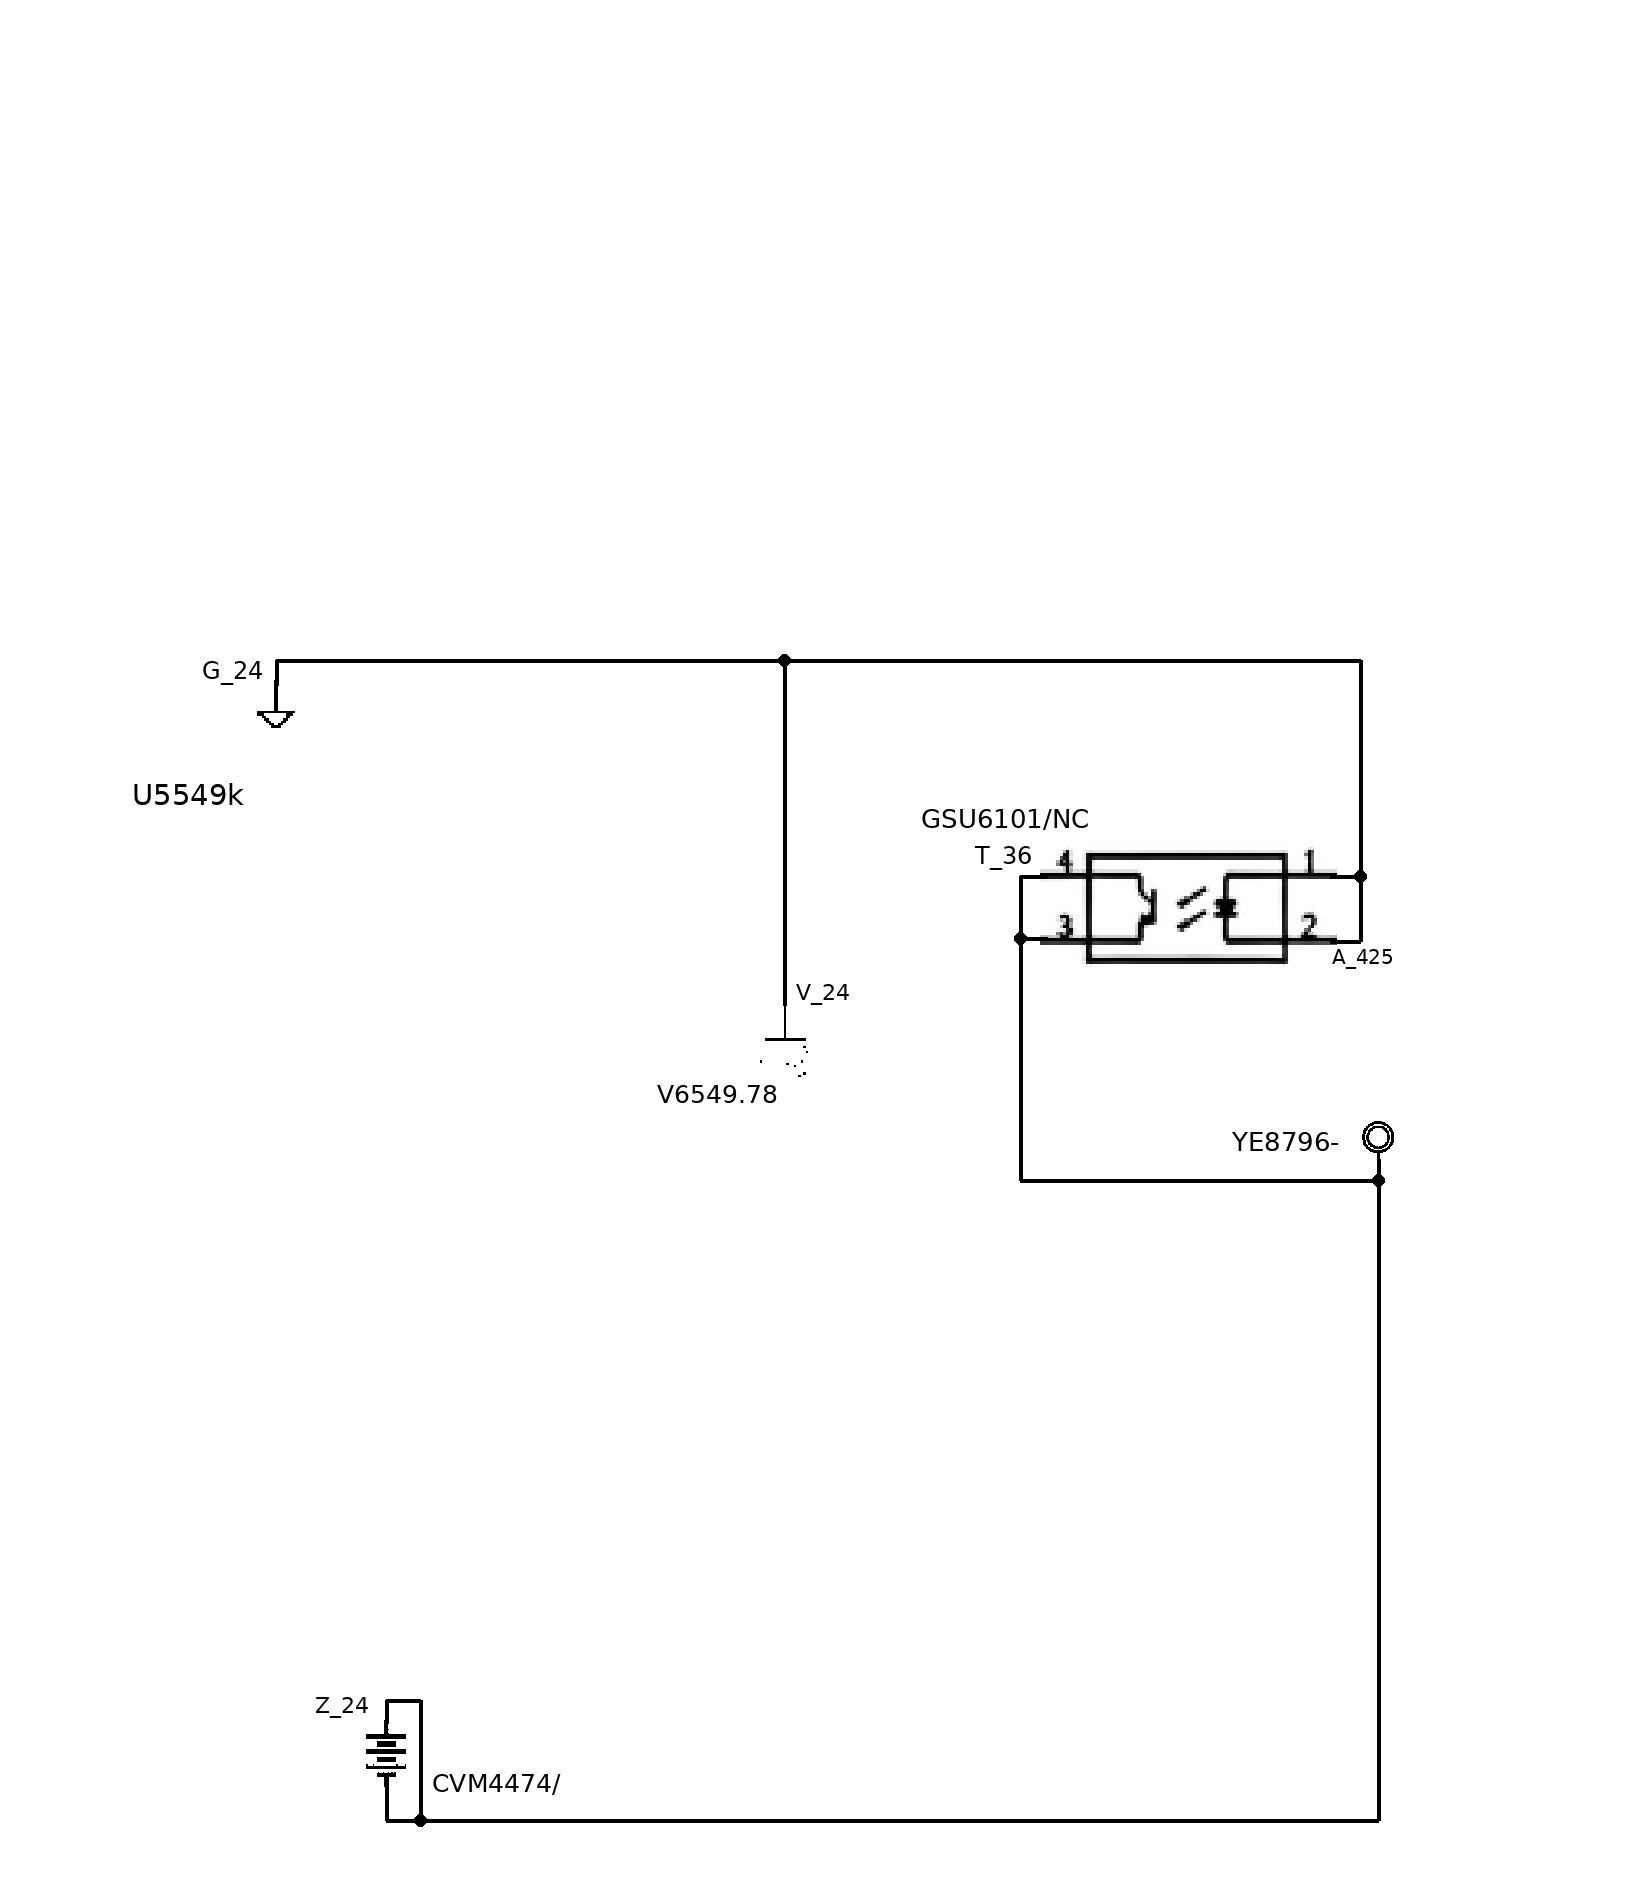 G_24
U5549k
GSU6101/NC
T_36
4
1
3
2
A_425
V_24
V6549.78
YE8796-
Z_24
CVM4474/